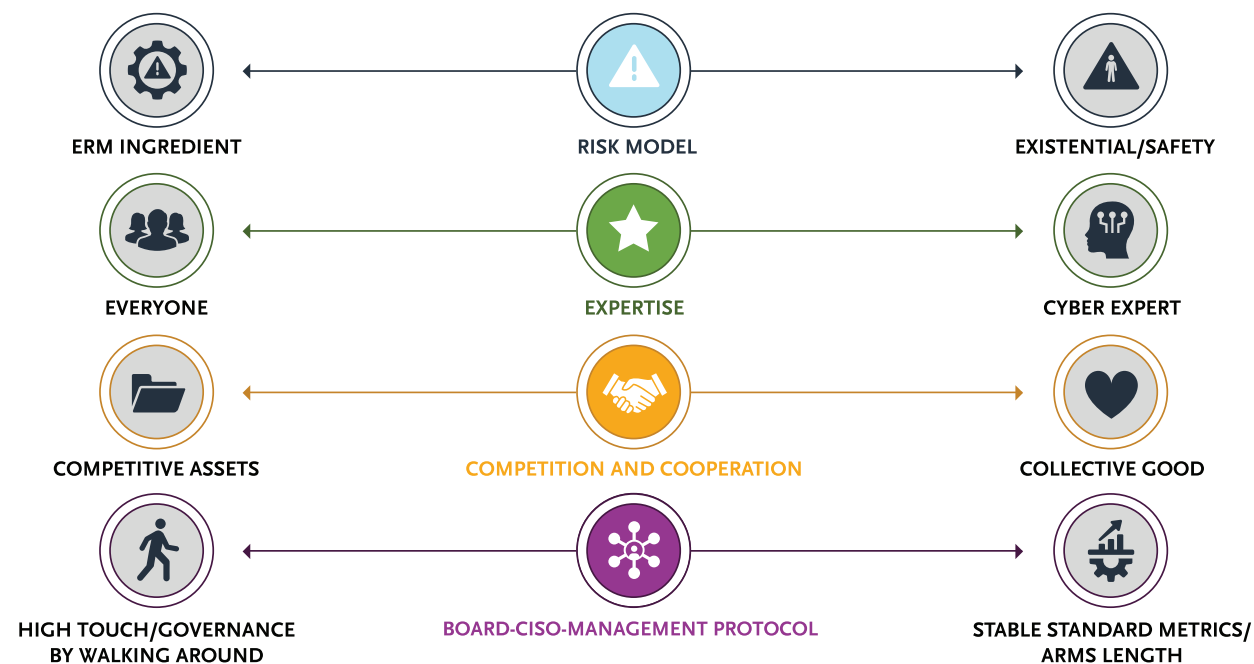 ERM INGREDIENT
RISK MODEL
EXISTENTIAL/SAFETY
EVERYONE
EXPERTISE
CYBER EXPERT
COMPETITIVE ASSETS
COMPETITION AND COOPERATION
COLLECTIVE GOOD
HIGH TOUCH/GOVERNANCE
BY WALKING AROUND
BOARD-CISO-MANAGEMENT PROTOCOL
STABLE STANDARD METRICS/
ARMS LENGTH